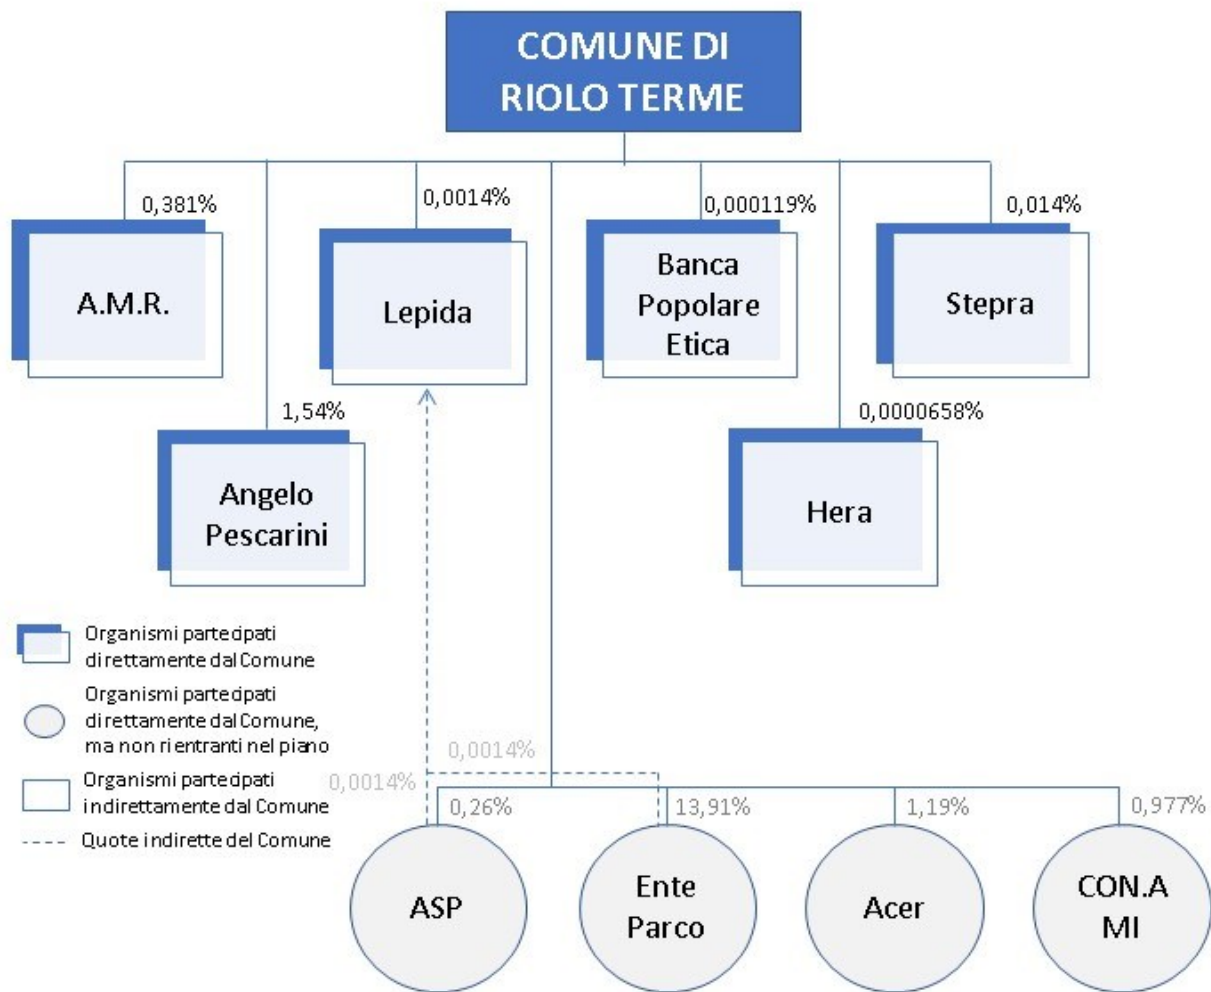 COMUNE DI
RIOLO TERME
0,381%
0,0014%
0,000119%
0,014%
A.M.R.
Lepida
Banca
Popolare
Etica
Stepra
1,54%
0,0000658%
Angelo
Pescarini
Hera
Organismi partecipati
direttamente dal Comune
Organismi partecipati
direttamente dal Comune,
ma non rientranti nel piano
Organismi partecipati
indirettamente dal Comune
Quote indirette del Comune
0,0014%
0,0014%
0,26%
13,91%
1,19%
0,977%
ASP
Ente
Parco
Acer
CON.A
MI